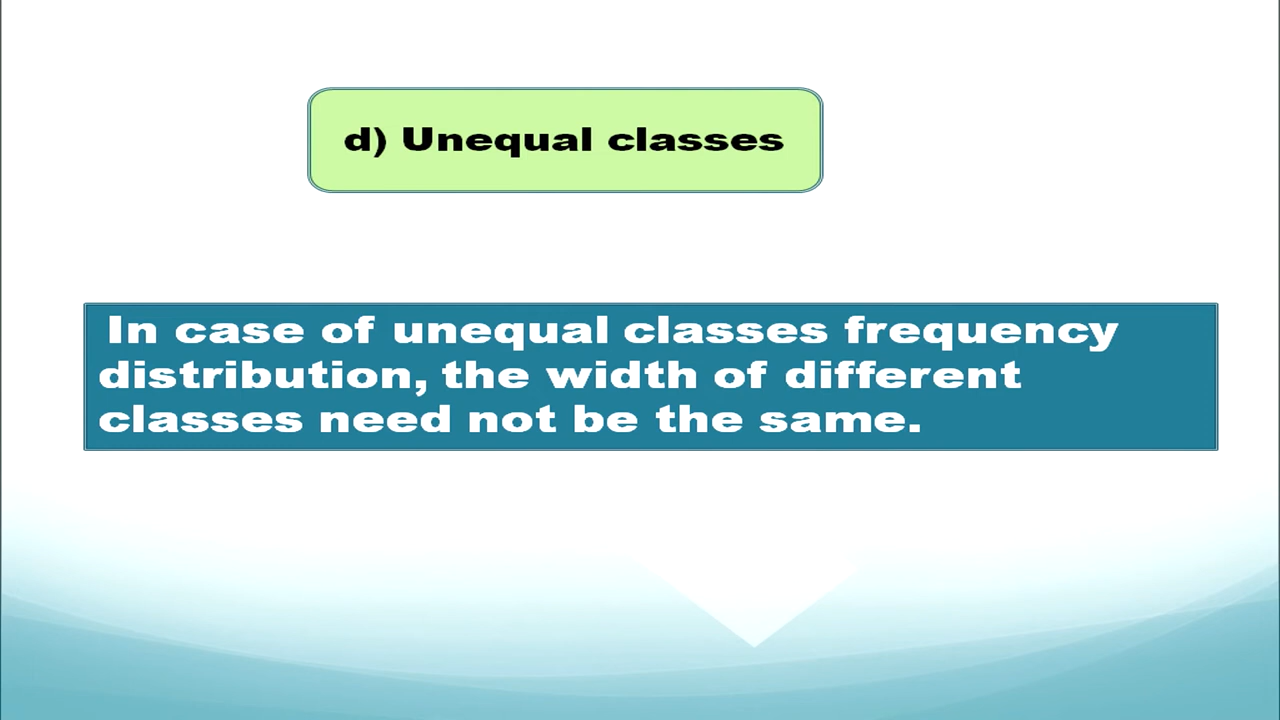 d) Unequal classes
In case of unequal classes frequency
distribution, the width of different
classes need not be the same.